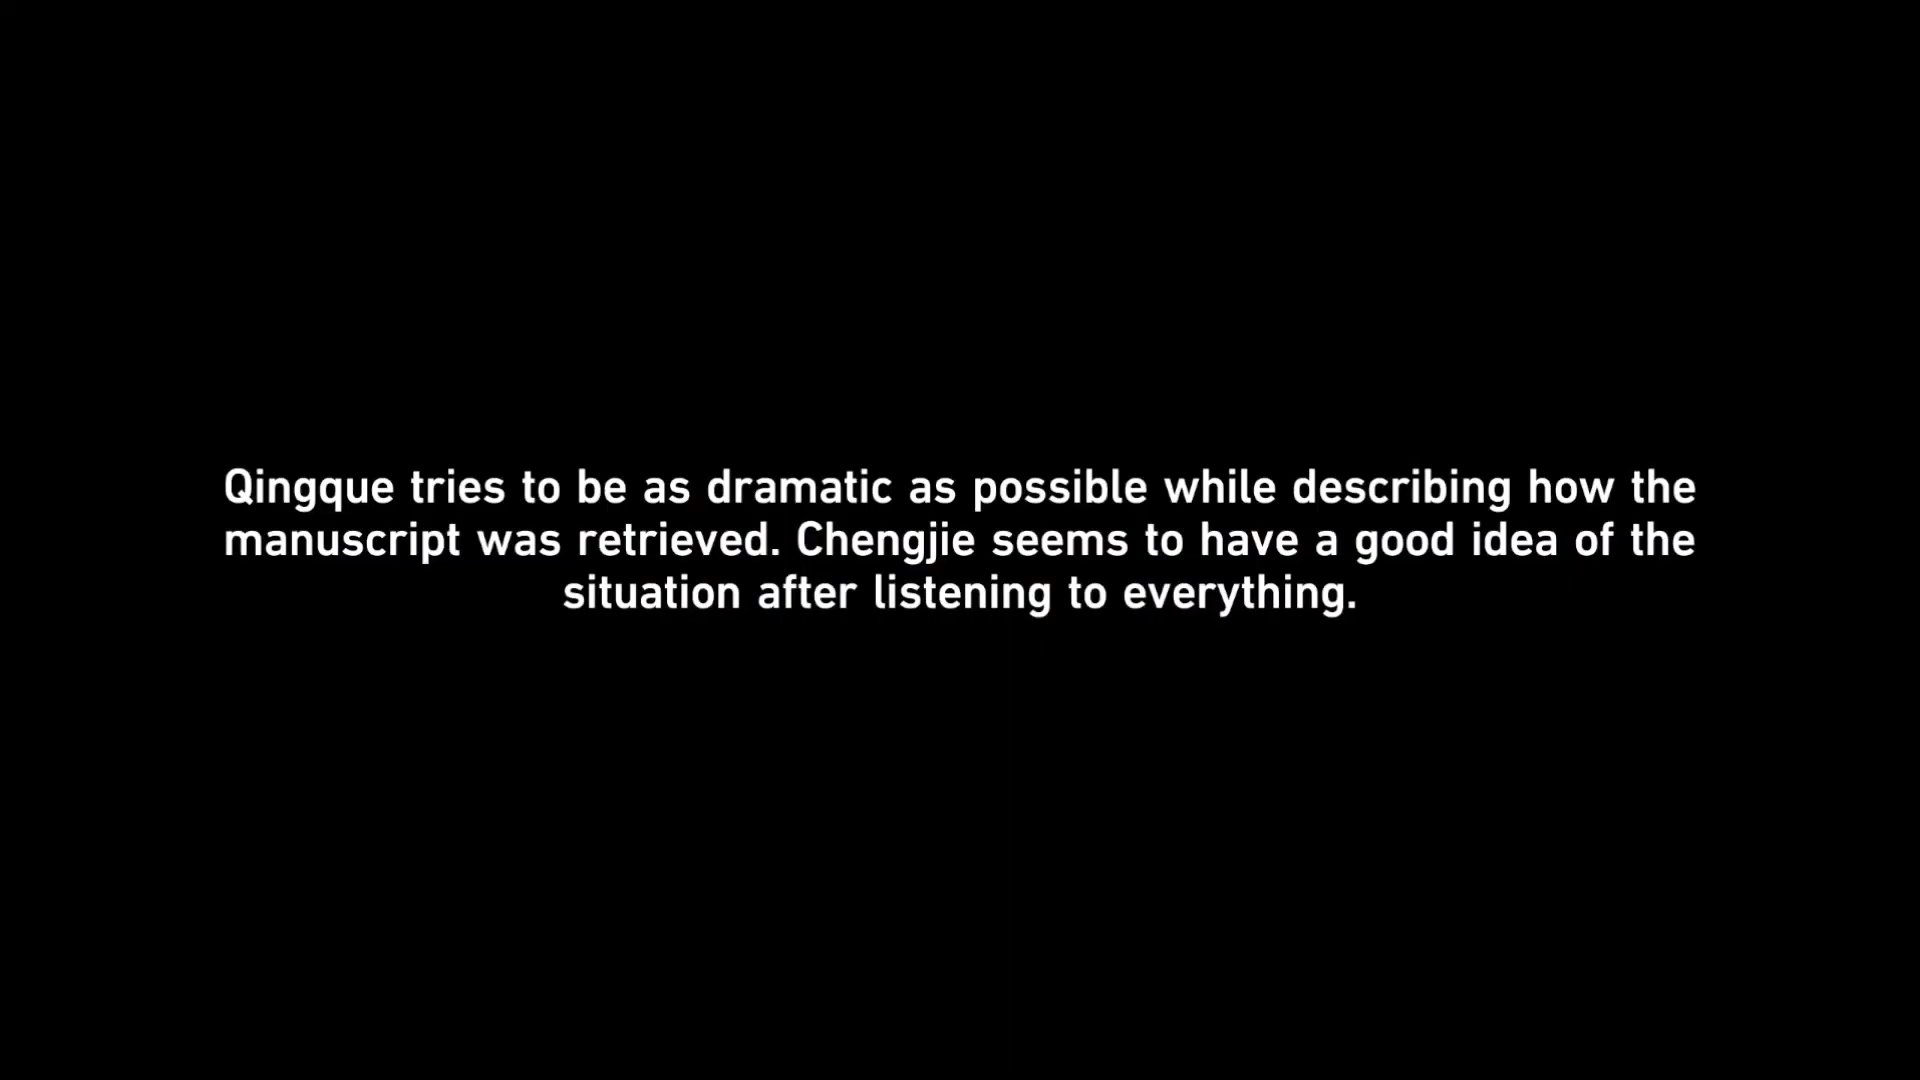 Qingque tries to be as dramatic as possible while describing how the
manuscript was retrieved. Chengjie seems to have a good idea of the
situation after listening to everything.